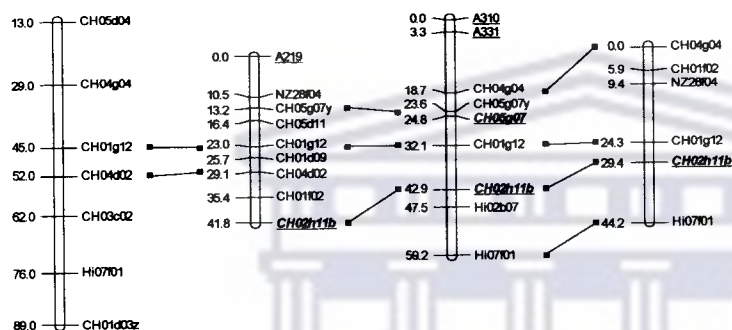 13.0 CH05d04
29.0 CH04g04
45.0 CH01g12
52.0 CH04d02
62.0 CH03c02
76.0 Hi07f01
89.0 CH01d03z
0.0 A219
10.5 NZ28f04
13.2 CH05g07y
16.4 CH05d11
23.0 CH01g12
25.7 CH01d09
29.1 CH04d02
35.4 CH01f02
41.8 CH02h11b
0.0 A310
3.3 A331
18.7 CH04g04
23.6 CH05g07y
24.8 CH05g07
32.1 CH01g12
42.9 CH02h11b
47.5 Hi02b07
59.2 Hi07f01
0.0 CH04g04
5.9 CH01f02
9.4 NZ28f04
24.3 CH01g12
29.4 CH02h11b
44.2 Hi07f01